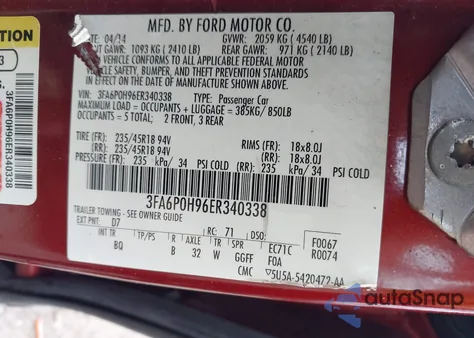 MFD. BY FORD MOTOR CO.
DATE: 04/14 GVWR: 2059 KG ( 4540 LB)
FRONT GAWR: 1093 KG ( 2410 LB) REAR GAWR: 971 KG ( 2140 LB)
THIS VEHICLE CONFORMS TO ALL APPLICABLE FEDERAL MOTOR
VEHICLE SAFETY, BUMPER, AND THEFT PREVENTION STANDARDS IN
EFFECT ON THE DATE OF MANUFACTURE SHOWN ABOVE
VIN: 3FA6P0H96ER340338 TYPE: Passenger Car
MAXIMUM LOAD = OCCUPANTS + LUGGAGE = 385KG/ 850LB
OCCUPANTS = 5 TOTAL; 2 FRONT, 3 REAR
TIRE (FR): 235/45R18 94V RIMS (FR): 18x8.0J
(RR): 235/45R18 94V (RR): 18x8.0J
PRESSURE (FR): 235 kPa/ 34 PSI COLD (RR): 235 kPa/ 34 PSI COLD
3FA6P0H96ER340338
TRAILER TOWING - SEE OWNER GUIDE
EXT PNT: D7 RC: 71 DSO: F0067
INT TR TP/PS R AXLE TR SPR EC71C R0074
BQ B 32 W GGFF F0A
CMC 5U5A-5420472-AA
3FA6P0H96ER340338
autoSnap